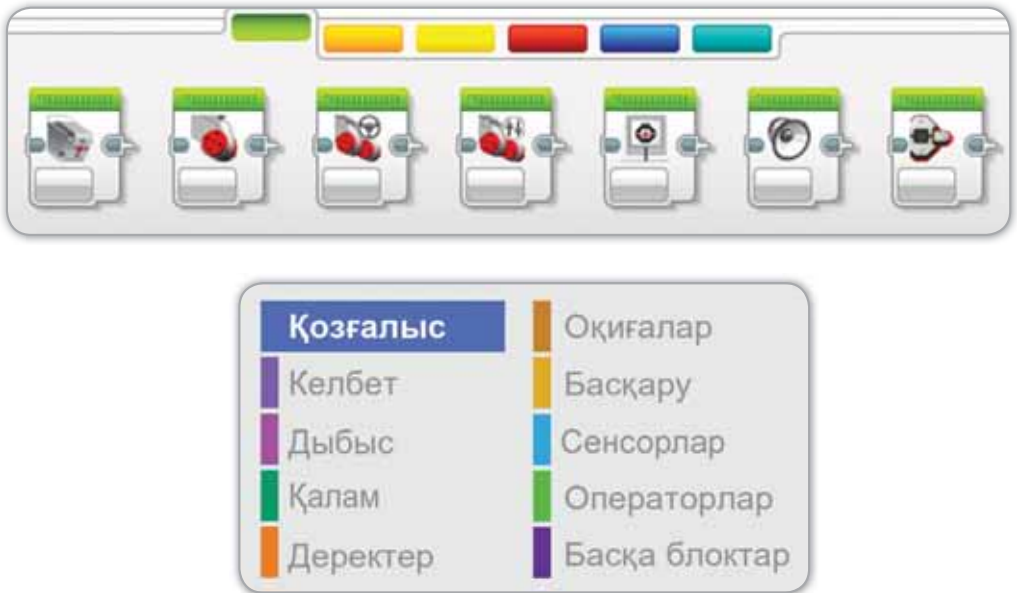 Қозғалыс
Келбет
Дыбыс
Қалам
Деректер
Оқиғалар
Басқару
Сенсорлар
Операторлар
Басқа блоктар